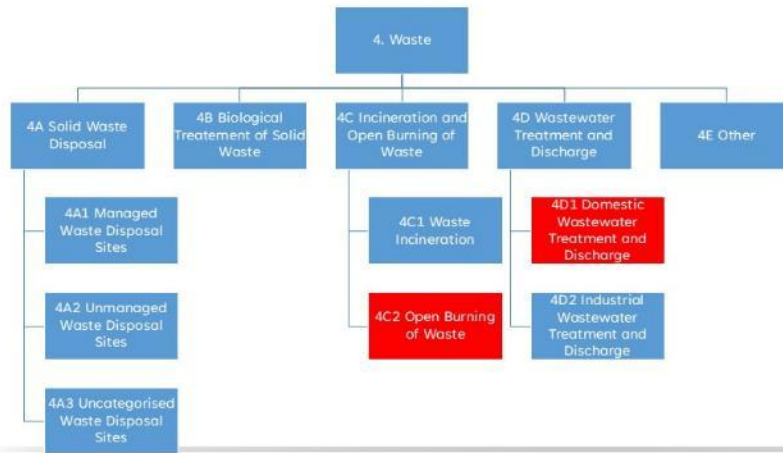 4. Waste
4A Solid Waste
Disposal
4B Biological
Treatement of Solid
Waste
4C Incineration and
Open Burning of
Waste
4D Wastewater
Treatment and
Discharge
4E Other
4A1 Managed
Waste Disposal
Sites
4C1 Waste
Incineration
4D1 Domestic
Wastewater
Treatment and
Discharge
4A2 Unmanaged
Waste Disposal
Sites
4C2 Open Burning
of Waste
4D2 Industrial
Wastewater
Treatment and
Discharge
4A3 Uncategorised
Waste Disposal
Sites